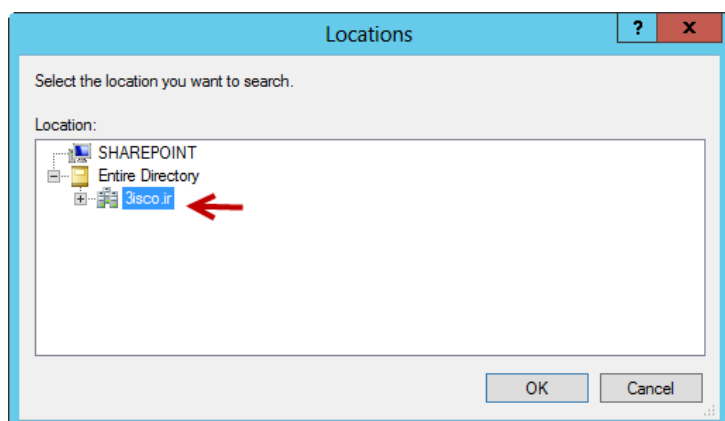 Locations
?
x
Select the location you want to search.
Location:
SHAREPOINT
Entire Directory
3isco.ir
OK
Cancel